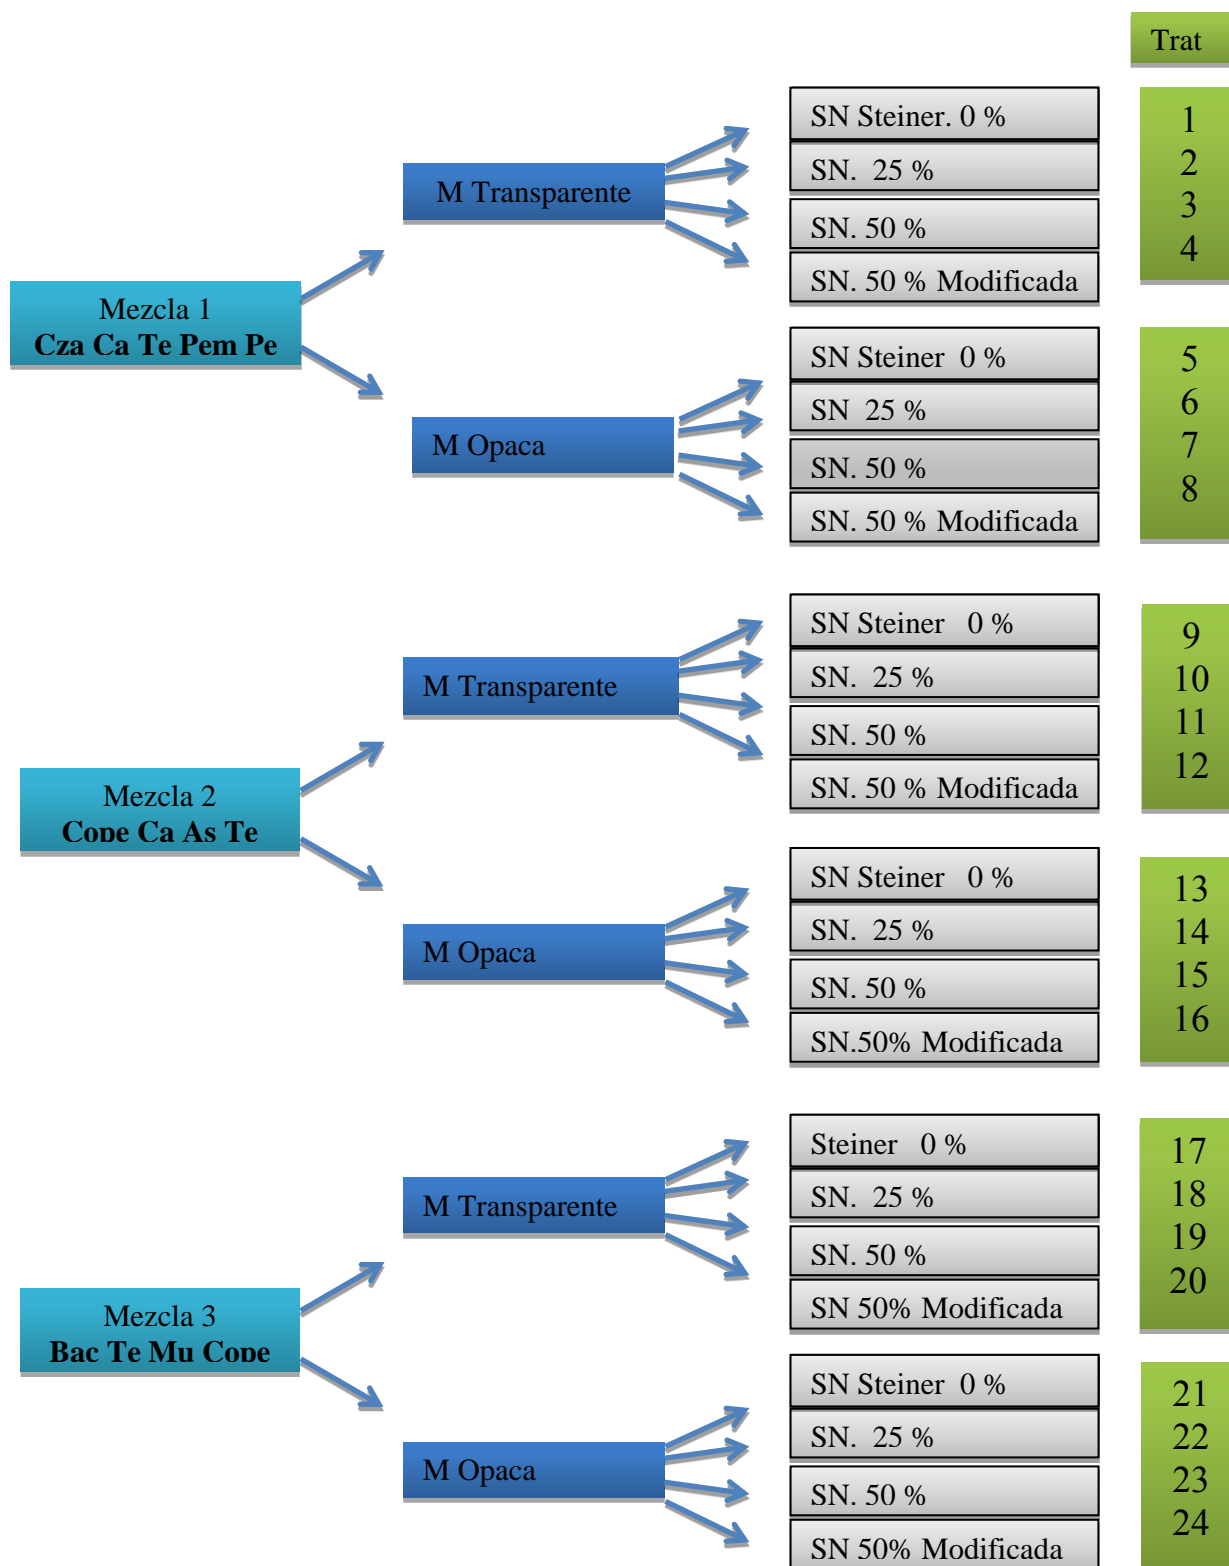 Trat
SN Steiner. 0 %
1
SN. 25 %
2
M Transparente
SN. 50 %
3
SN. 50 % Modificada
4
Mezcla 1
Cza Ca Te Pem Pe
SN Steiner 0 %
5
SN 25 %
6
M Opaca
SN. 50 %
7
SN. 50 % Modificada
8
SN Steiner 0 %
9
SN. 25 %
10
M Transparente
SN. 50 %
11
SN. 50 % Modificada
12
Mezcla 2
Cope Ca As Te
SN Steiner 0 %
13
SN. 25 %
14
M Opaca
SN. 50 %
15
SN.50% Modificada
16
Steiner 0 %
17
SN. 25 %
18
M Transparente
SN. 50 %
19
SN 50% Modificada
20
Mezcla 3
Bac Te Mu Cope
SN Steiner 0 %
21
SN. 25 %
22
M Opaca
SN. 50 %
23
SN 50% Modificada
24